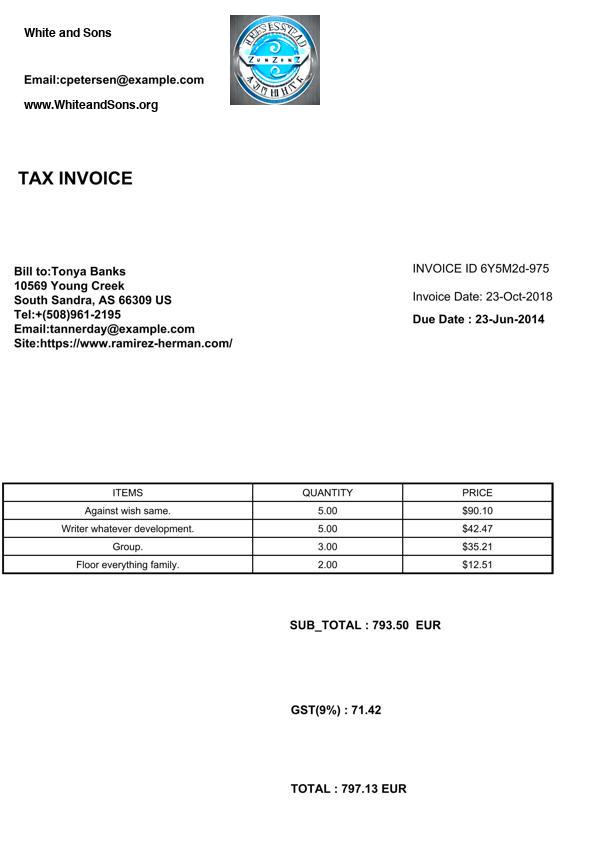 White and Sons
Email:cpetersen@example.com
www.WhiteandSons.org
ZunZenZ
TAX INVOICE
Bill to:Tonya Banks
10569 Young Creek
South Sandra, AS 66309 US
Tel:+(508)961-2195
Email:tannerday@example.com
Site:https://www.ramirez-herman.com/
INVOICE ID 6Y5M2d-975
Invoice Date: 23-Oct-2018
Due Date : 23-Jun-2014
ITEMS QUANTITY PRICE
Against wish same. 5.00 $90.10
Writer whatever development. 5.00 $42.47
Group. 3.00 $35.21
Floor everything family. 2.00 $12.51
SUB_TOTAL : 793.50 EUR
GST(9%) : 71.42
TOTAL : 797.13 EUR